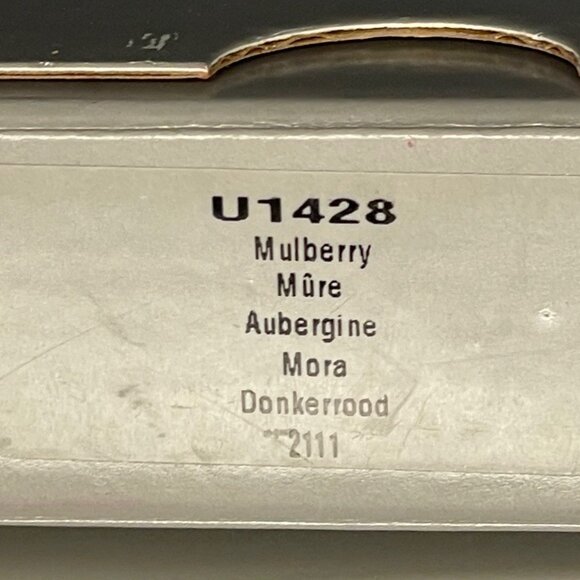 U1428
Mulberry
Mûre
Aubergine
Mora
Donkerrood
2111